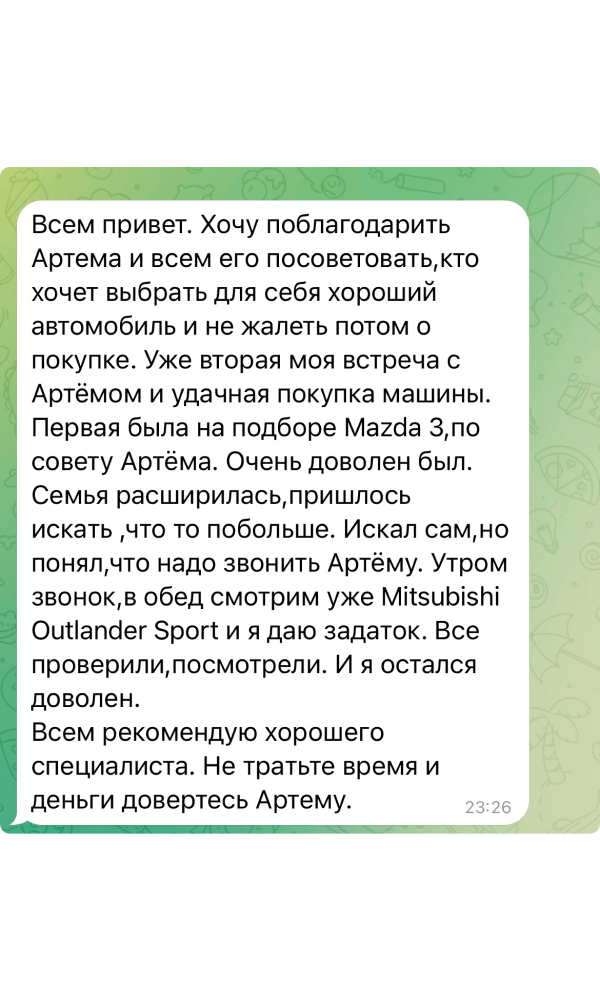 Всем привет. Хочу поблагодарить
Артема и всем его посоветовать,кто
хочет выбрать для себя хороший
автомобиль и не жалеть потом о
покупке. Уже вторая моя встреча с
Артёмом и удачная покупка машины.
Первая была на подборе Mazda 3,по
совету Артёма. Очень доволен был.
Семья расширилась,пришлось
искать ,что то побольше. Искал сам,но
понял,что надо звонить Артёму. Утром
звонок,в обед смотрим уже Mitsubishi
Outlander Sport и я даю задаток. Все
проверили,посмотрели. И я остался
доволен.
Всем рекомендую хорошего
специалиста. Не тратьте время и
деньги довертесь Артему.
23:26